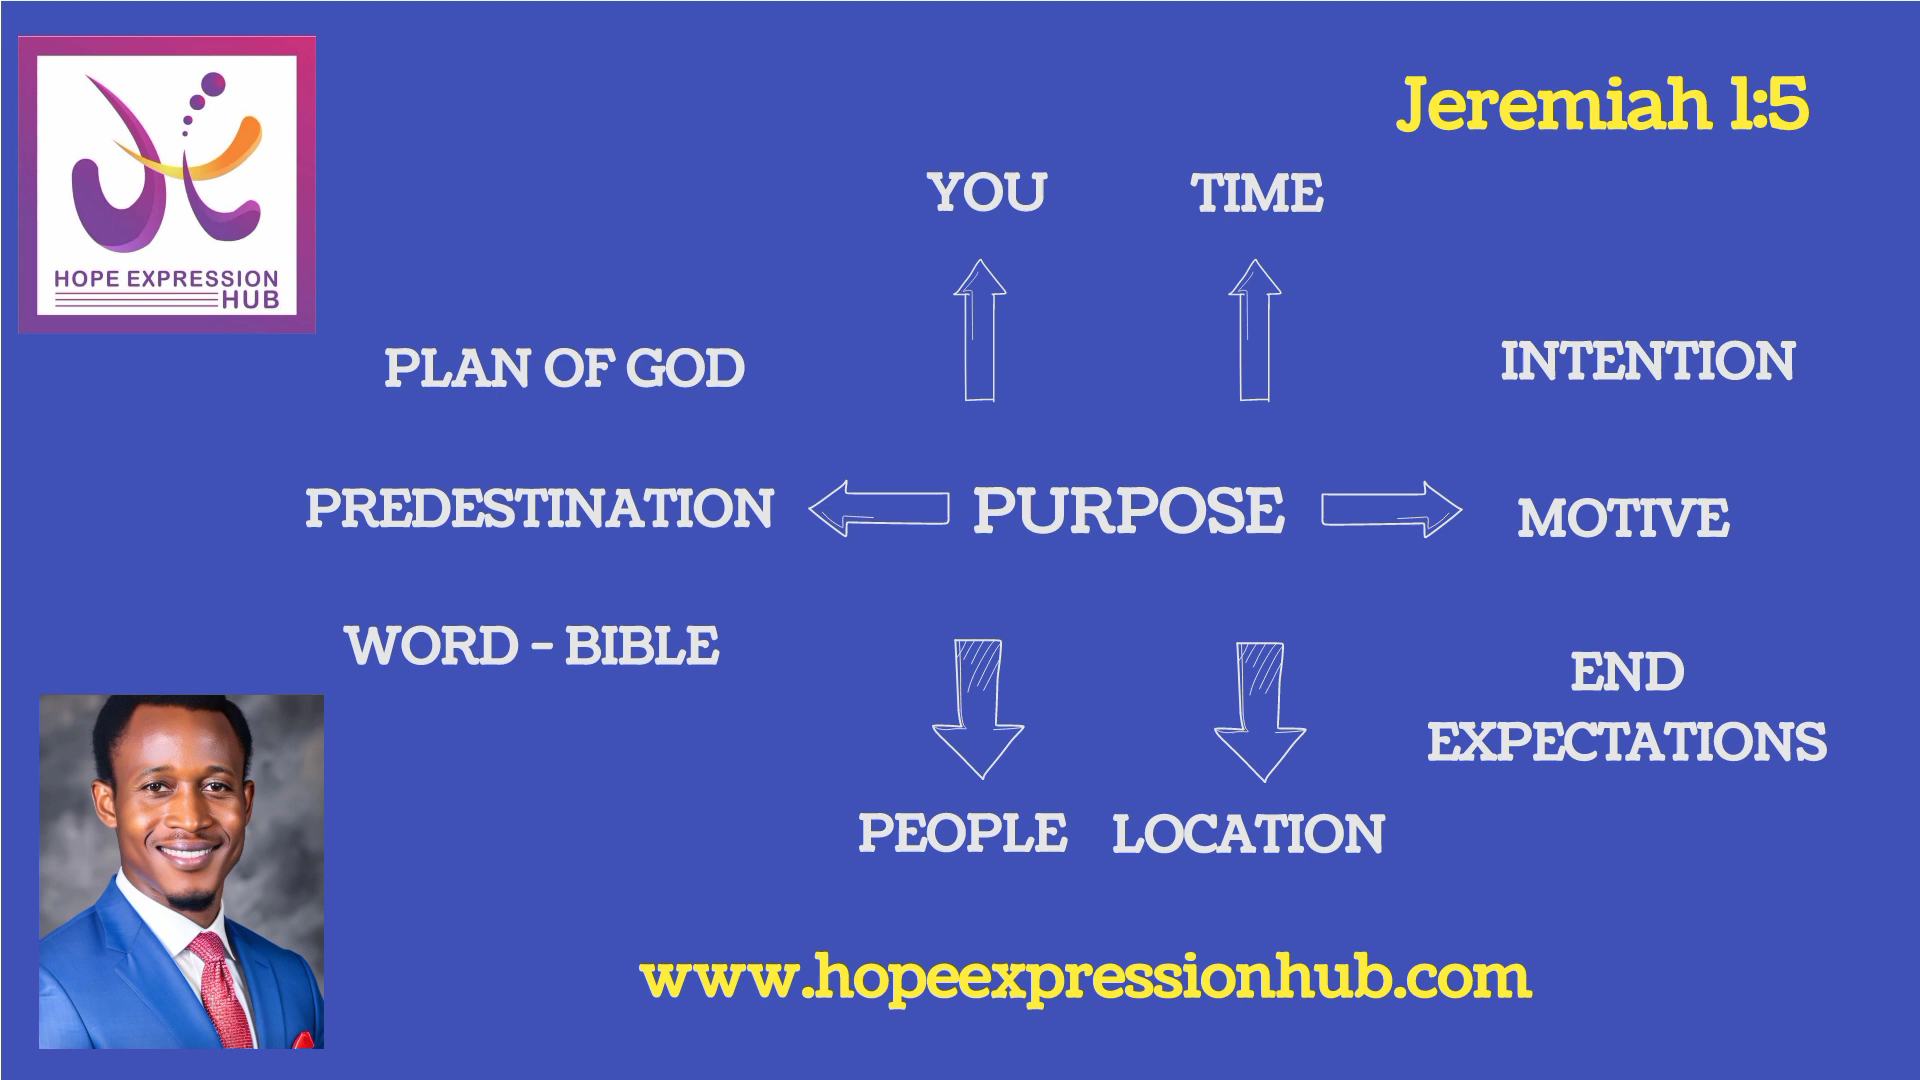 HOPE EXPRESSION
HUB
Jeremiah 1:5
YOU
TIME
PLAN OF GOD
INTENTION
PREDESTINATION
PURPOSE
MOTIVE
WORD - BIBLE
END
EXPECTATIONS
PEOPLE
LOCATION
www.hopeexpressionhub.com